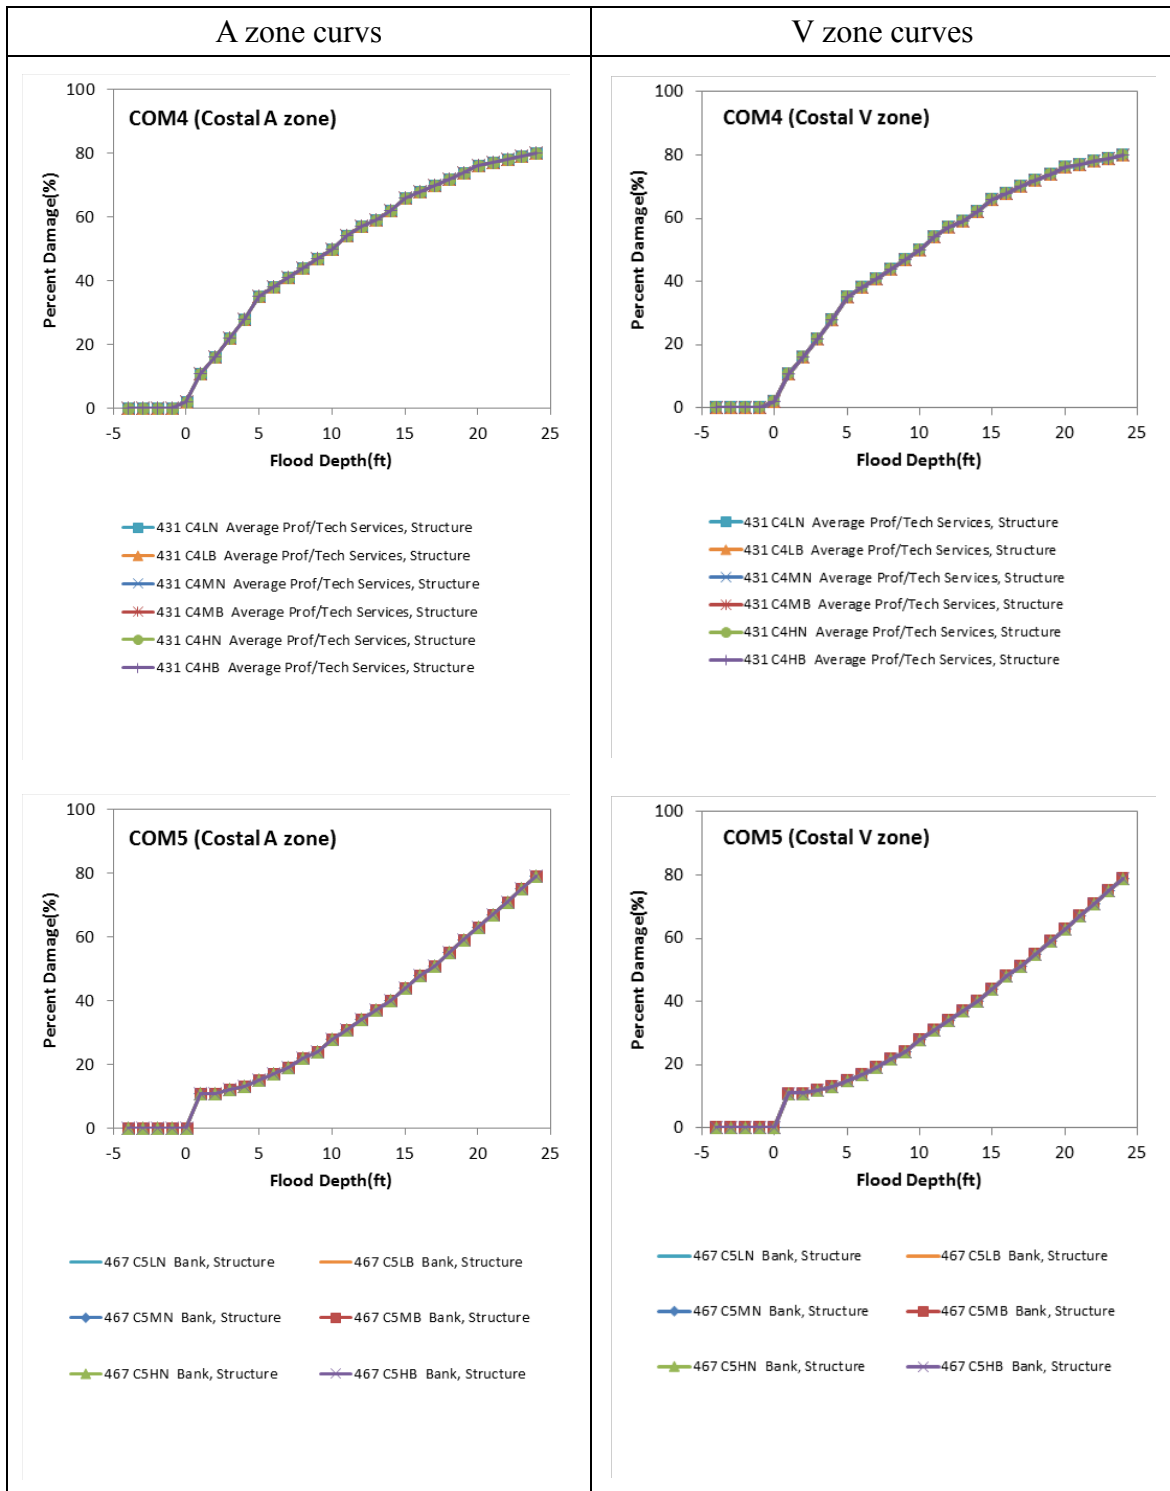 A zone curvs
V zone curves
COM4 (Costal A zone)
Percent Damage(%)
100
80
60
40
20
0
-5 0 5 10 15 20 25
Flood Depth(ft)
431 C4LN Average Prof/Tech Services, Structure
431 C4LB Average Prof/Tech Services, Structure
431 C4MN Average Prof/Tech Services, Structure
431 C4MB Average Prof/Tech Services, Structure
431 C4HN Average Prof/Tech Services, Structure
431 C4HB Average Prof/Tech Services, Structure
COM4 (Costal V zone)
Percent Damage(%)
100
80
60
40
20
0
-5 0 5 10 15 20 25
Flood Depth(ft)
431 C4LN Average Prof/Tech Services, Structure
431 C4LB Average Prof/Tech Services, Structure
431 C4MN Average Prof/Tech Services, Structure
431 C4MB Average Prof/Tech Services, Structure
431 C4HN Average Prof/Tech Services, Structure
431 C4HB Average Prof/Tech Services, Structure
COM5 (Costal A zone)
Percent Damage(%)
100
80
60
40
20
0
-5 0 5 10 15 20 25
Flood Depth(ft)
467 C5LN Bank, Structure
467 C5LB Bank, Structure
467 C5MN Bank, Structure
467 C5MB Bank, Structure
467 C5HN Bank, Structure
467 C5HB Bank, Structure
COM5 (Costal V zone)
Percent Damage(%)
100
80
60
40
20
0
-5 0 5 10 15 20 25
Flood Depth(ft)
467 C5LN Bank, Structure
467 C5LB Bank, Structure
467 C5MN Bank, Structure
467 C5MB Bank, Structure
467 C5HN Bank, Structure
467 C5HB Bank, Structure